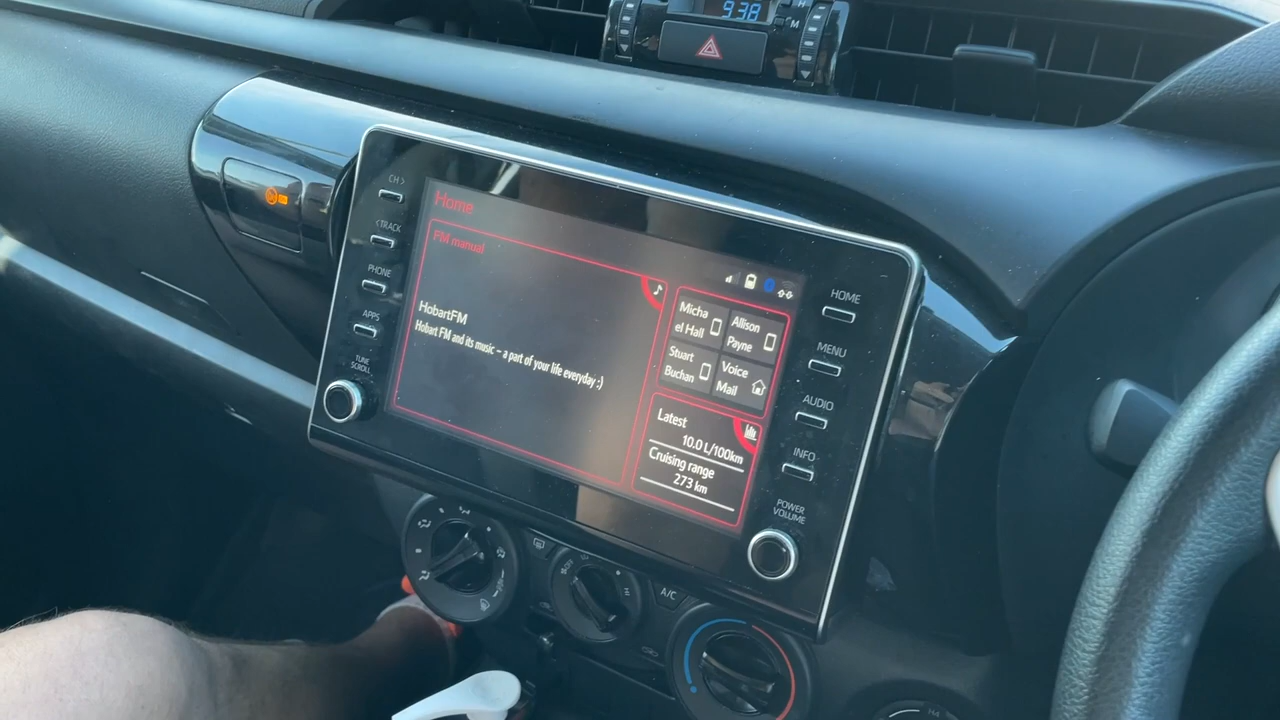 9:38
H
M
CH >
< TRACK
PHONE
APPS
TUNE
SCROLL
Home
FM manual
HobartFM
Hobart FM and its music – a part of your life everyday :)
Micha
el Hall
Allison
Payne
Stuart
Buchan
Voice
Mail
Latest
10.0 L/100km
Cruising range
273 km
HOME
MENU
AUDIO
INFO
POWER
VOLUME
A/C
H4